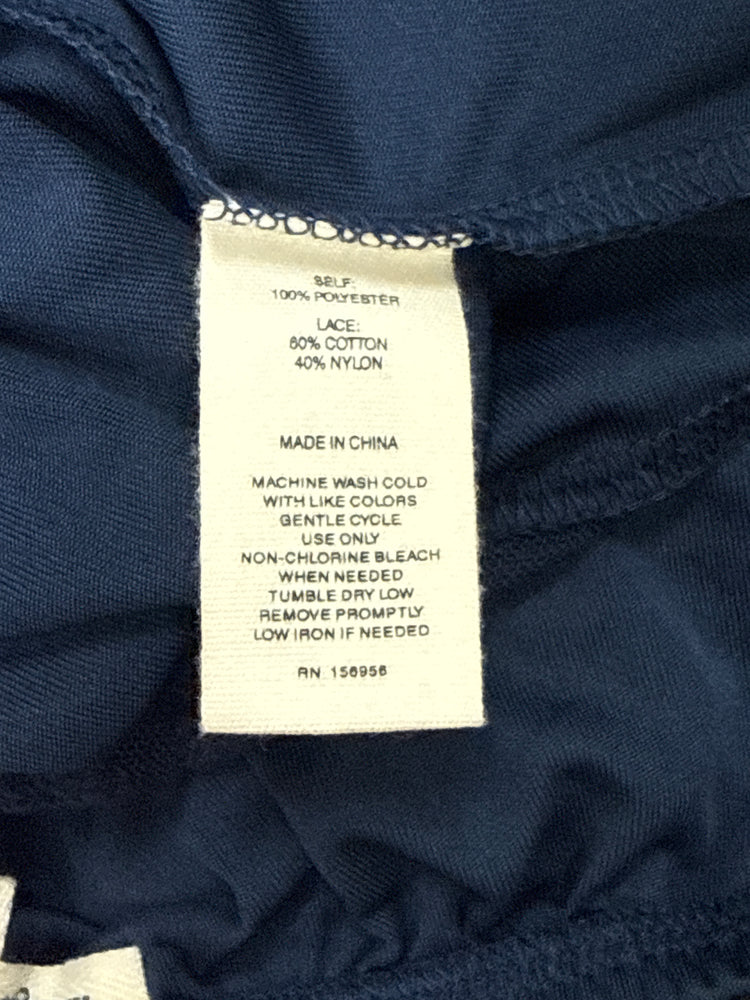 SELF:
100% POLYESTER
LACE:
60% COTTON
40% NYLON
MADE IN CHINA
MACHINE WASH COLD
WITH LIKE COLORS
GENTLE CYCLE
USE ONLY
NON-CHLORINE BLEACH
WHEN NEEDED
TUMBLE DRY LOW
REMOVE PROMPTLY
LOW IRON IF NEEDED
RN 156956